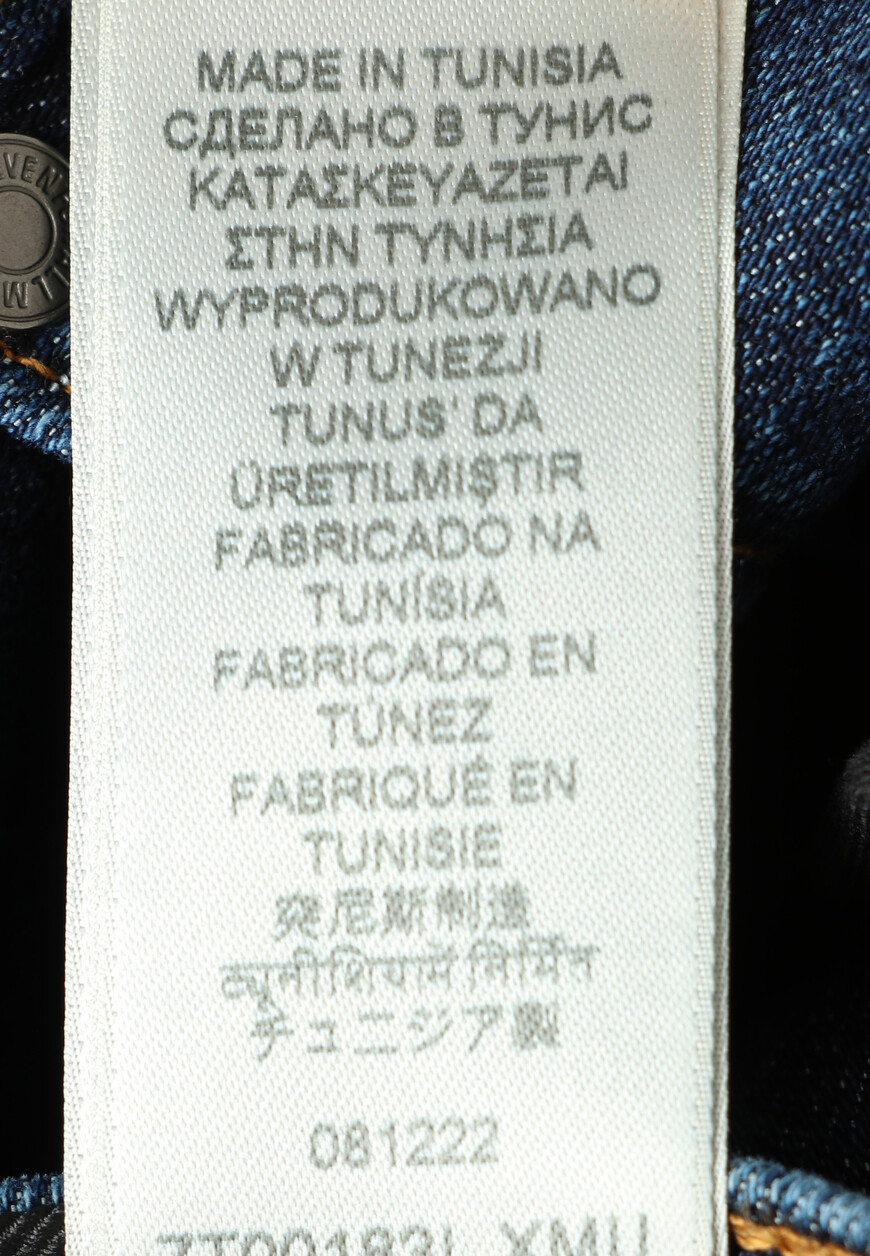 MADE IN TUNISIA
СДЕЛАНО В ТУНИС
ΚΑΤΑΣΚΕΥΑΖΕΤΑΙ
ΣΤΗΝ ΤΥΝΗΣΙΑ
WYPRODUKOWANO
W TUNEZJI
TUNUS' DA
ÜRETILMIŞTIR
FABRICADO NA
TUNÍSIA
FABRICADO EN
TÚNEZ
FABRIQUÉ EN
TUNISIE
突尼斯制造
ट्यूनीशियामें निर्मित
チュニジア製
081222